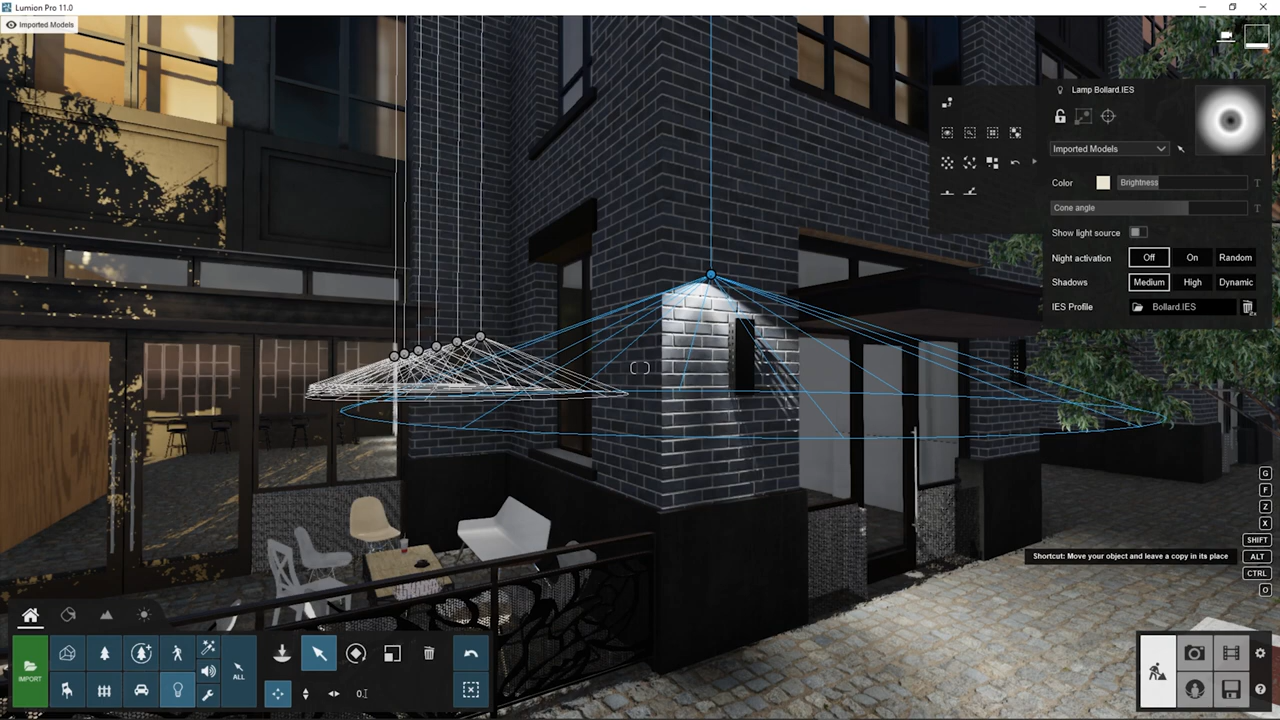 Lumion Pro 11.0
Imported Models
Lamp Bollard.IES
Imported Models
Color
Brightness
T
Cone angle
T
Show light source
Night activation
Off
On
Random
Shadows
Medium
High
Dynamic
IES Profile
Bollard.IES
G
F
Z
X
SHIFT
Shortcut: Move your object and leave a copy in its place
ALT
CTRL
O
IMPORT
ALL
0.